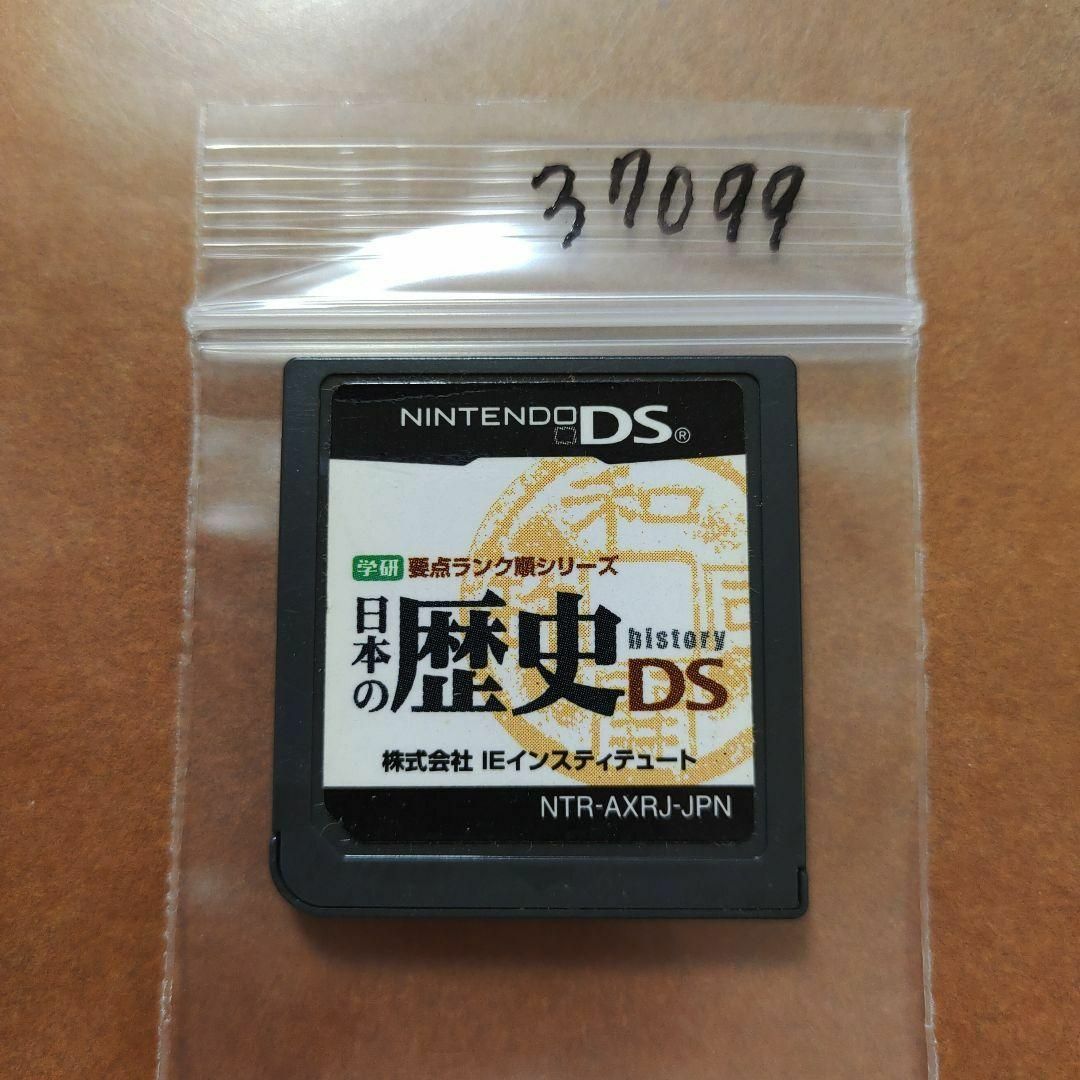 37099
NINTENDO DS®
和
同
学研 要点ランク順シリーズ
日本の歴史 history DS
株式会社 IEインスティテュート
NTR-AXRJ-JPN